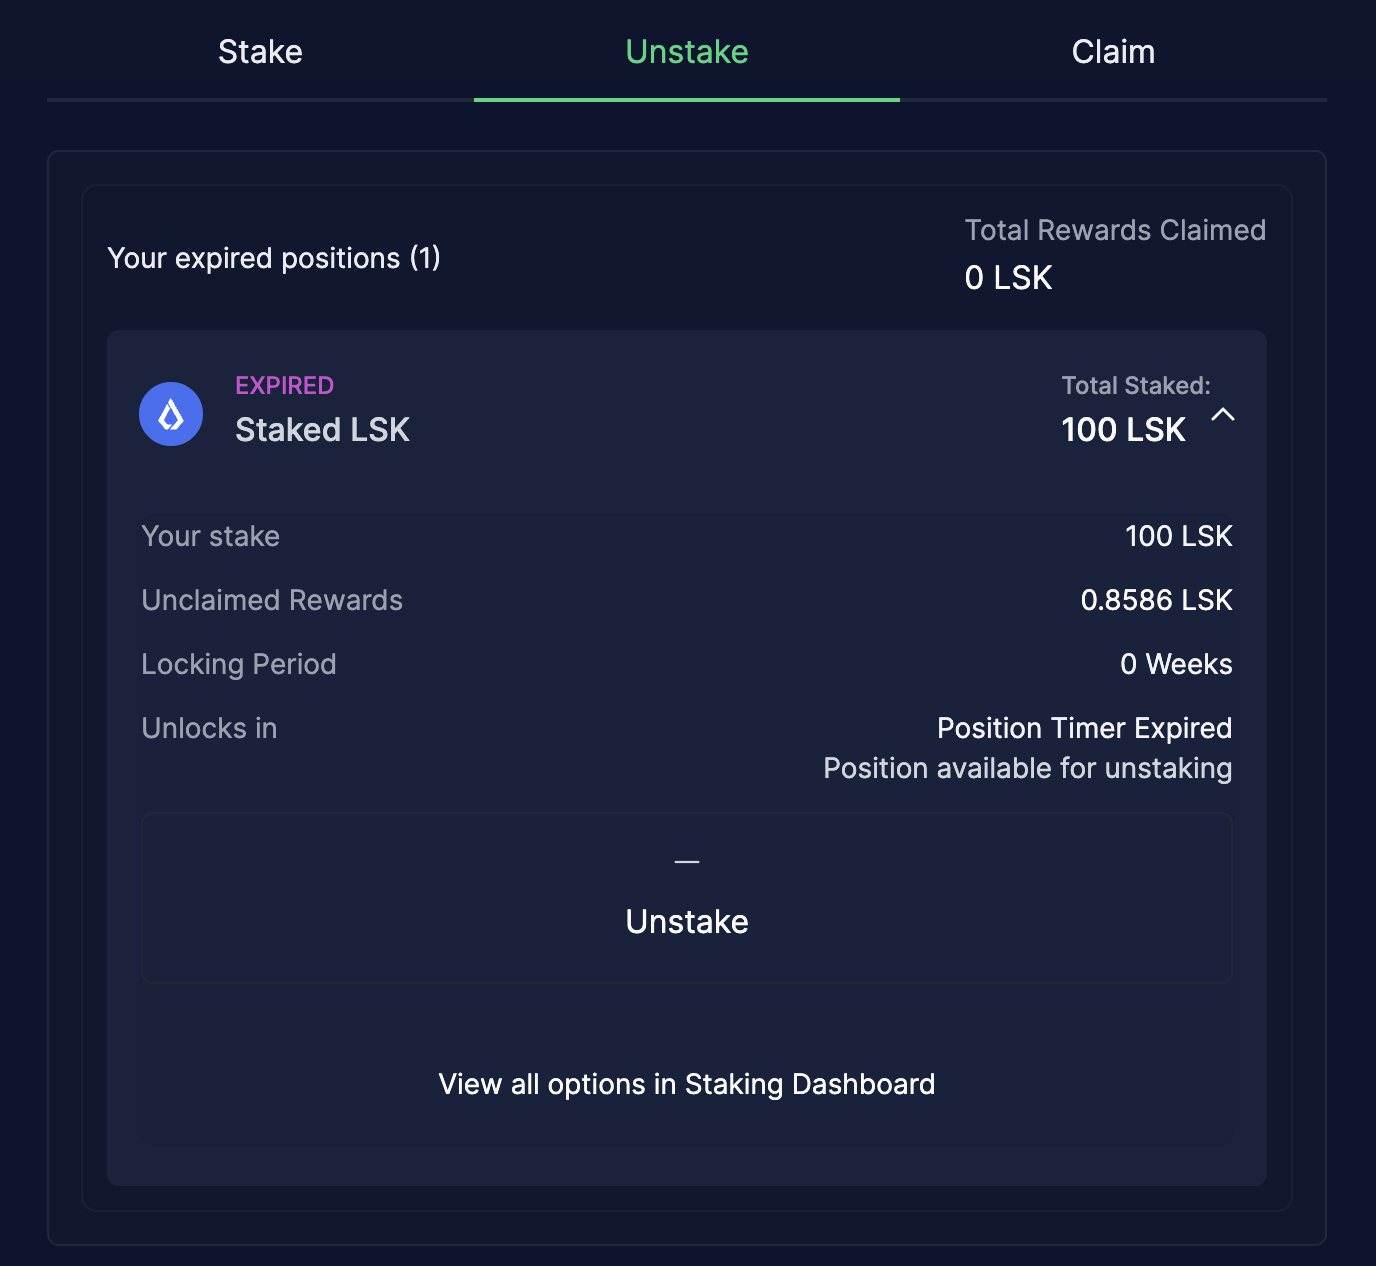 Stake
Unstake
Claim
Your expired positions (1)
Total Rewards Claimed
0 LSK
EXPIRED
Staked LSK
Total Staked:
100 LSK
Your stake
100 LSK
Unclaimed Rewards
0.8586 LSK
Locking Period
0 Weeks
Unlocks in
Position Timer Expired
Position available for unstaking
Unstake
View all options in Staking Dashboard